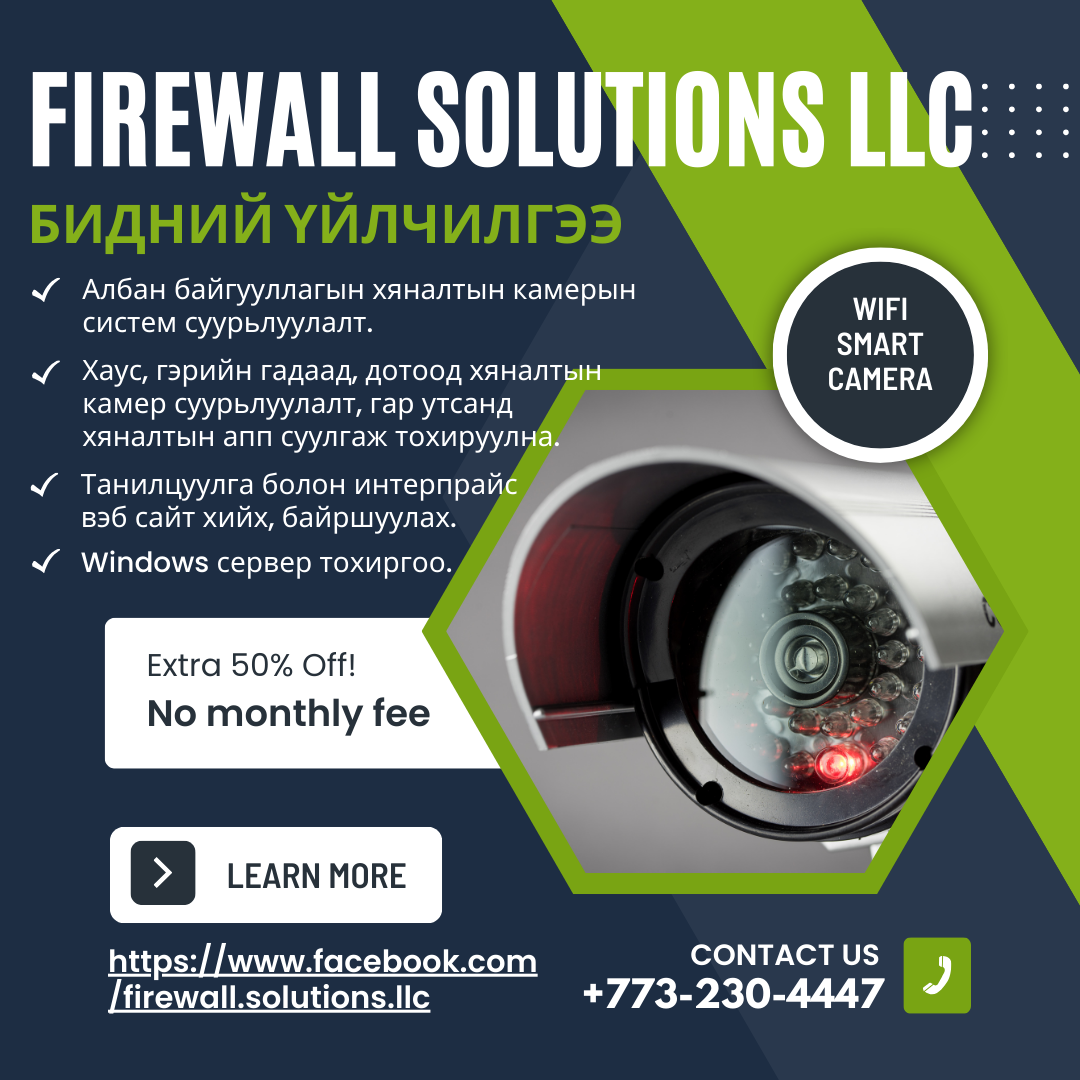 FIREWALL SOLUTIONS LLC
БИДНИЙ ҮЙЛЧИЛГЭЭ
Албан байгууллагын хяналтын камерын
систем суурьлуулалт.
Хаус, гэрийн гадаад, дотоод хяналтын
камер суурьлуулалт, гар утсанд
хяналтын апп суулгаж тохируулна.
Танилцуулга болон интерпрайс
вэб сайт хийх, байршуулах.
Windows сервер тохиргоо.
WIFI
SMART
CAMERA
Extra 50% Off!
No monthly fee
LEARN MORE
https://www.facebook.com
/firewall.solutions.llc
CONTACT US
+773-230-4447